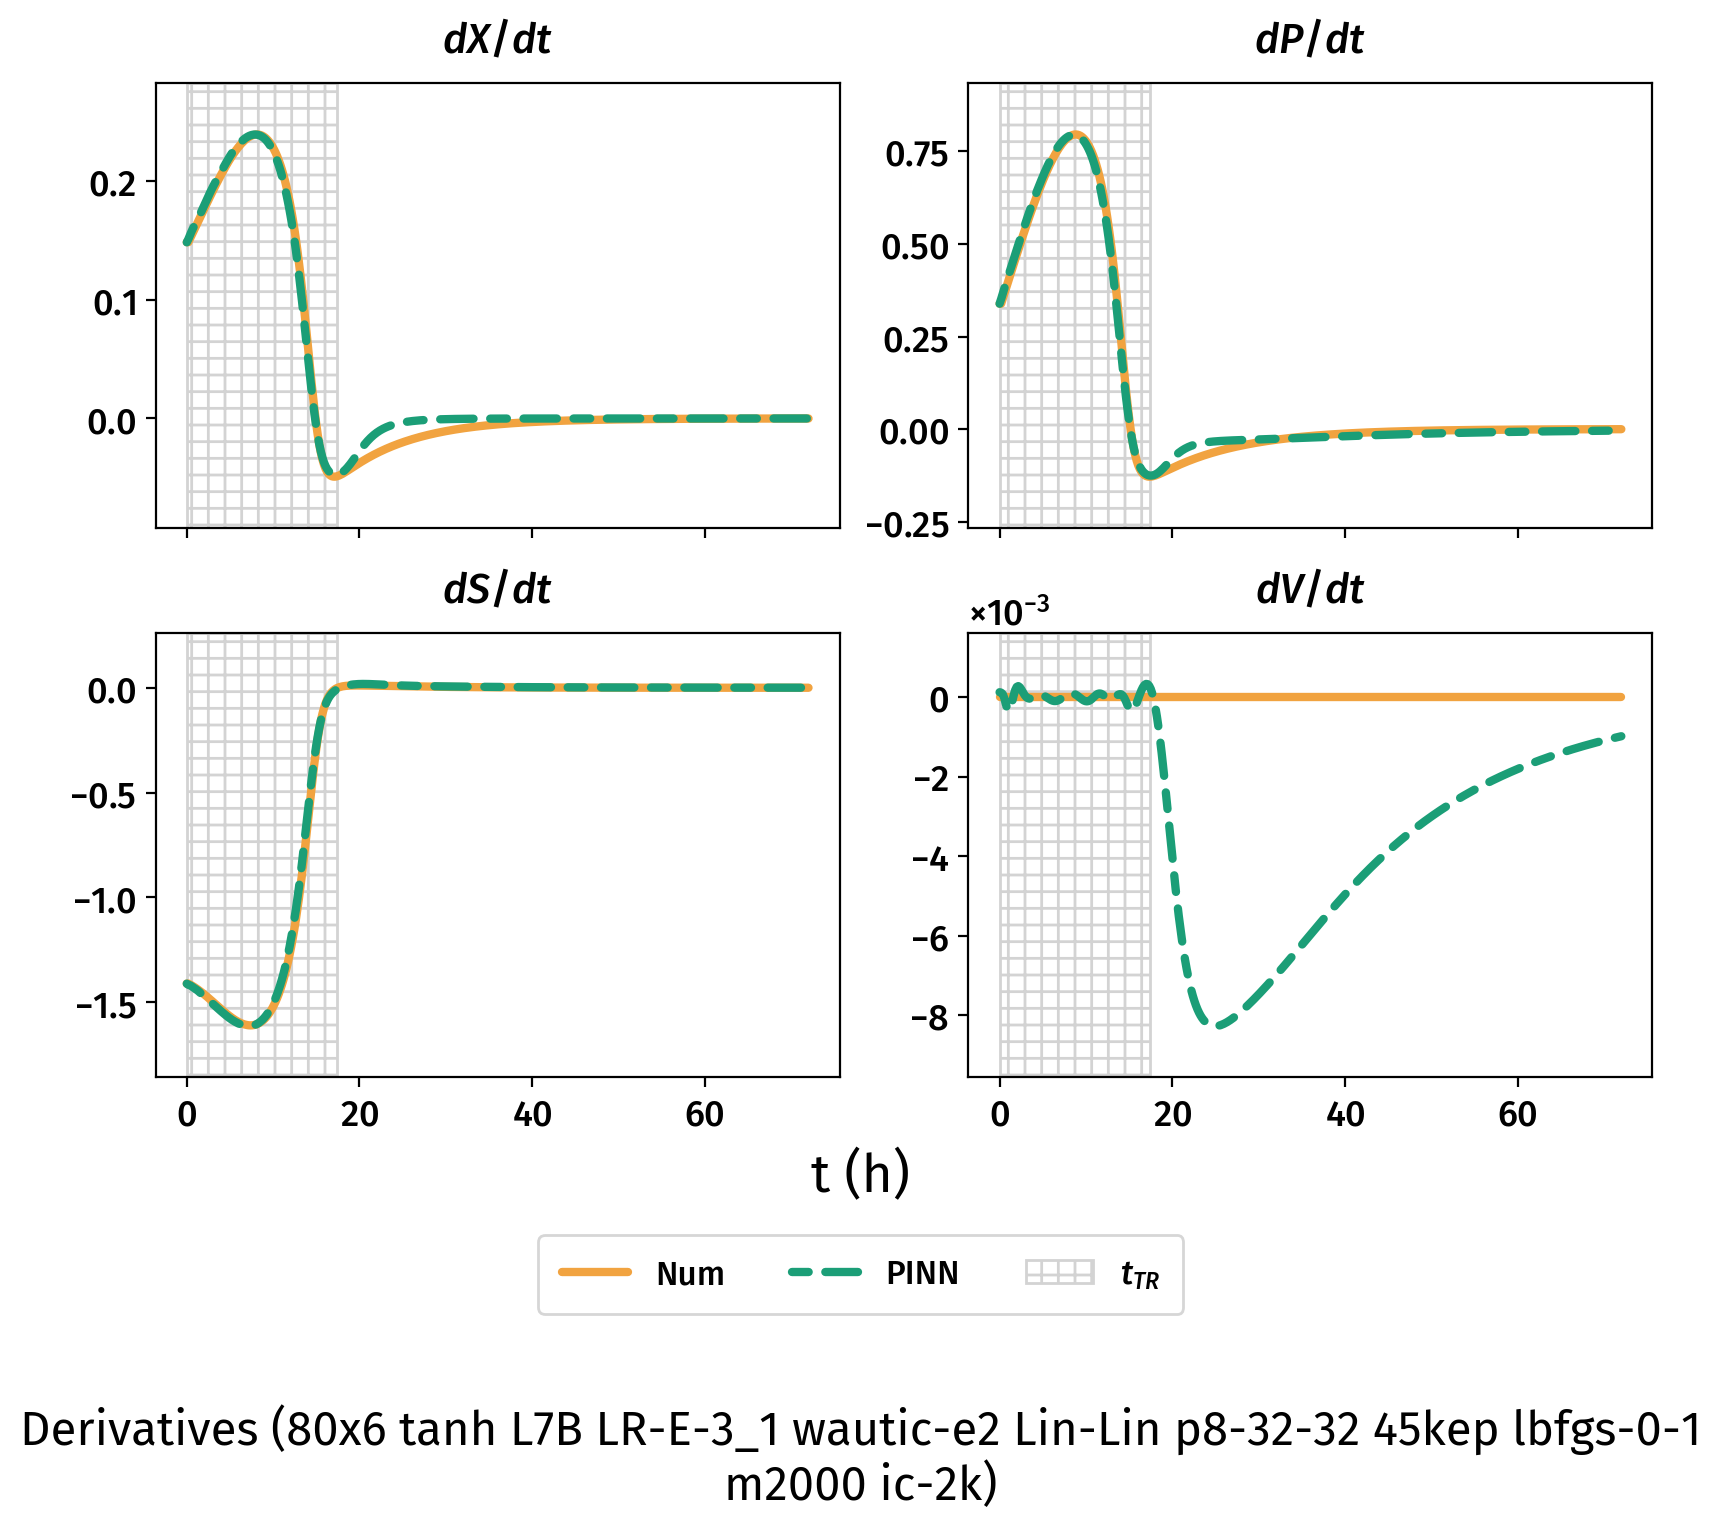 dX/dt
dP/dt
0.2
0.1
0.0
0.75
0.50
0.25
0.00
−0.25
dS/dt
dV/dt
×10⁻³
0.0
−0.5
−1.0
−1.5
0
−2
−4
−6
−8
0 20 40 60
0 20 40 60
t (h)
Num PINN t_TR
Derivatives (80x6 tanh L7B LR-E-3_1 wautic-e2 Lin-Lin p8-32-32 45kep lbfgs-0-1
m2000 ic-2k)